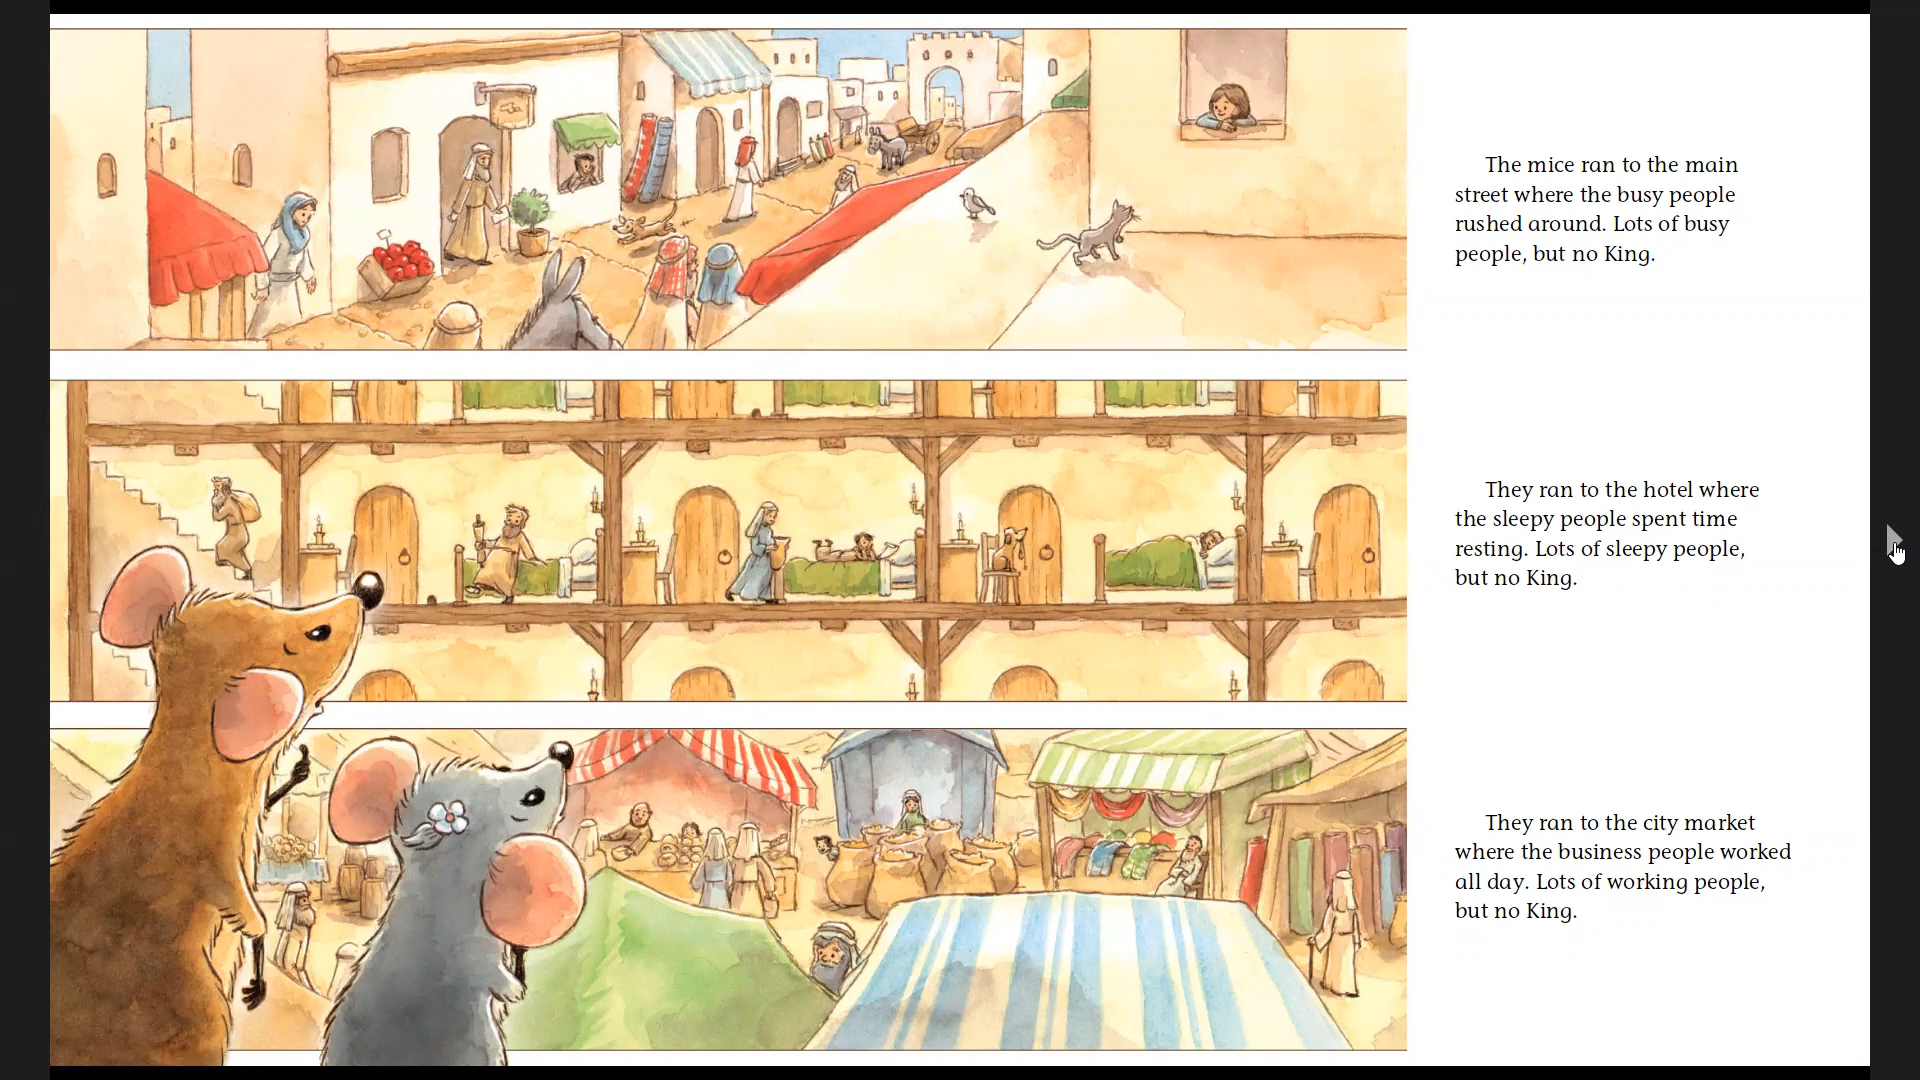 The mice ran to the main
street where the busy people
rushed around. Lots of busy
people, but no King.
They ran to the hotel where
the sleepy people spent time
resting. Lots of sleepy people,
but no King.
They ran to the city market
where the business people worked
all day. Lots of working people,
but no King.